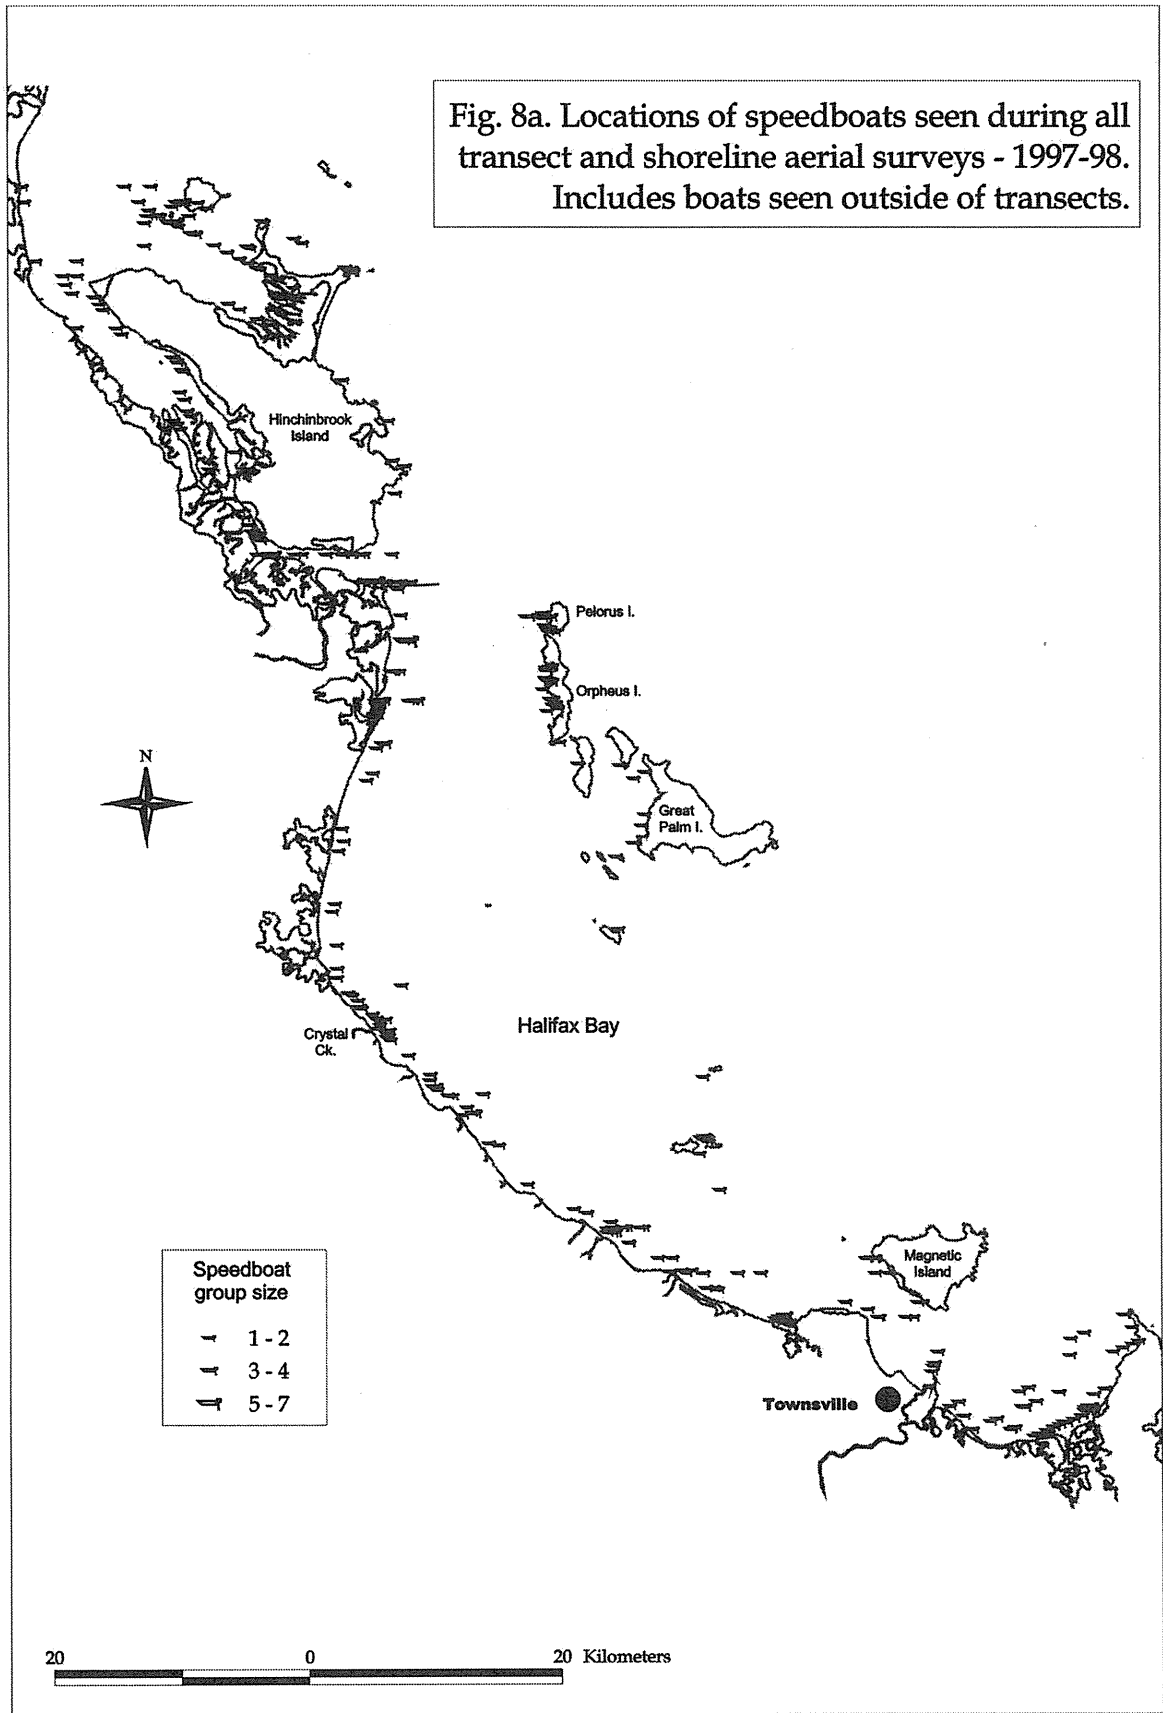 Fig. 8a. Locations of speedboats seen during all
transect and shoreline aerial surveys - 1997-98.
Includes boats seen outside of transects.
Hinchinbrook
Island
Pelorus I.
Orpheus I.
N
Great
Palm I.
Crystal
Ck.
Halifax Bay
Magnetic
Island
Speedboat
group size
1 - 2
3 - 4
5 - 7
Townsville
20 0 20 Kilometers